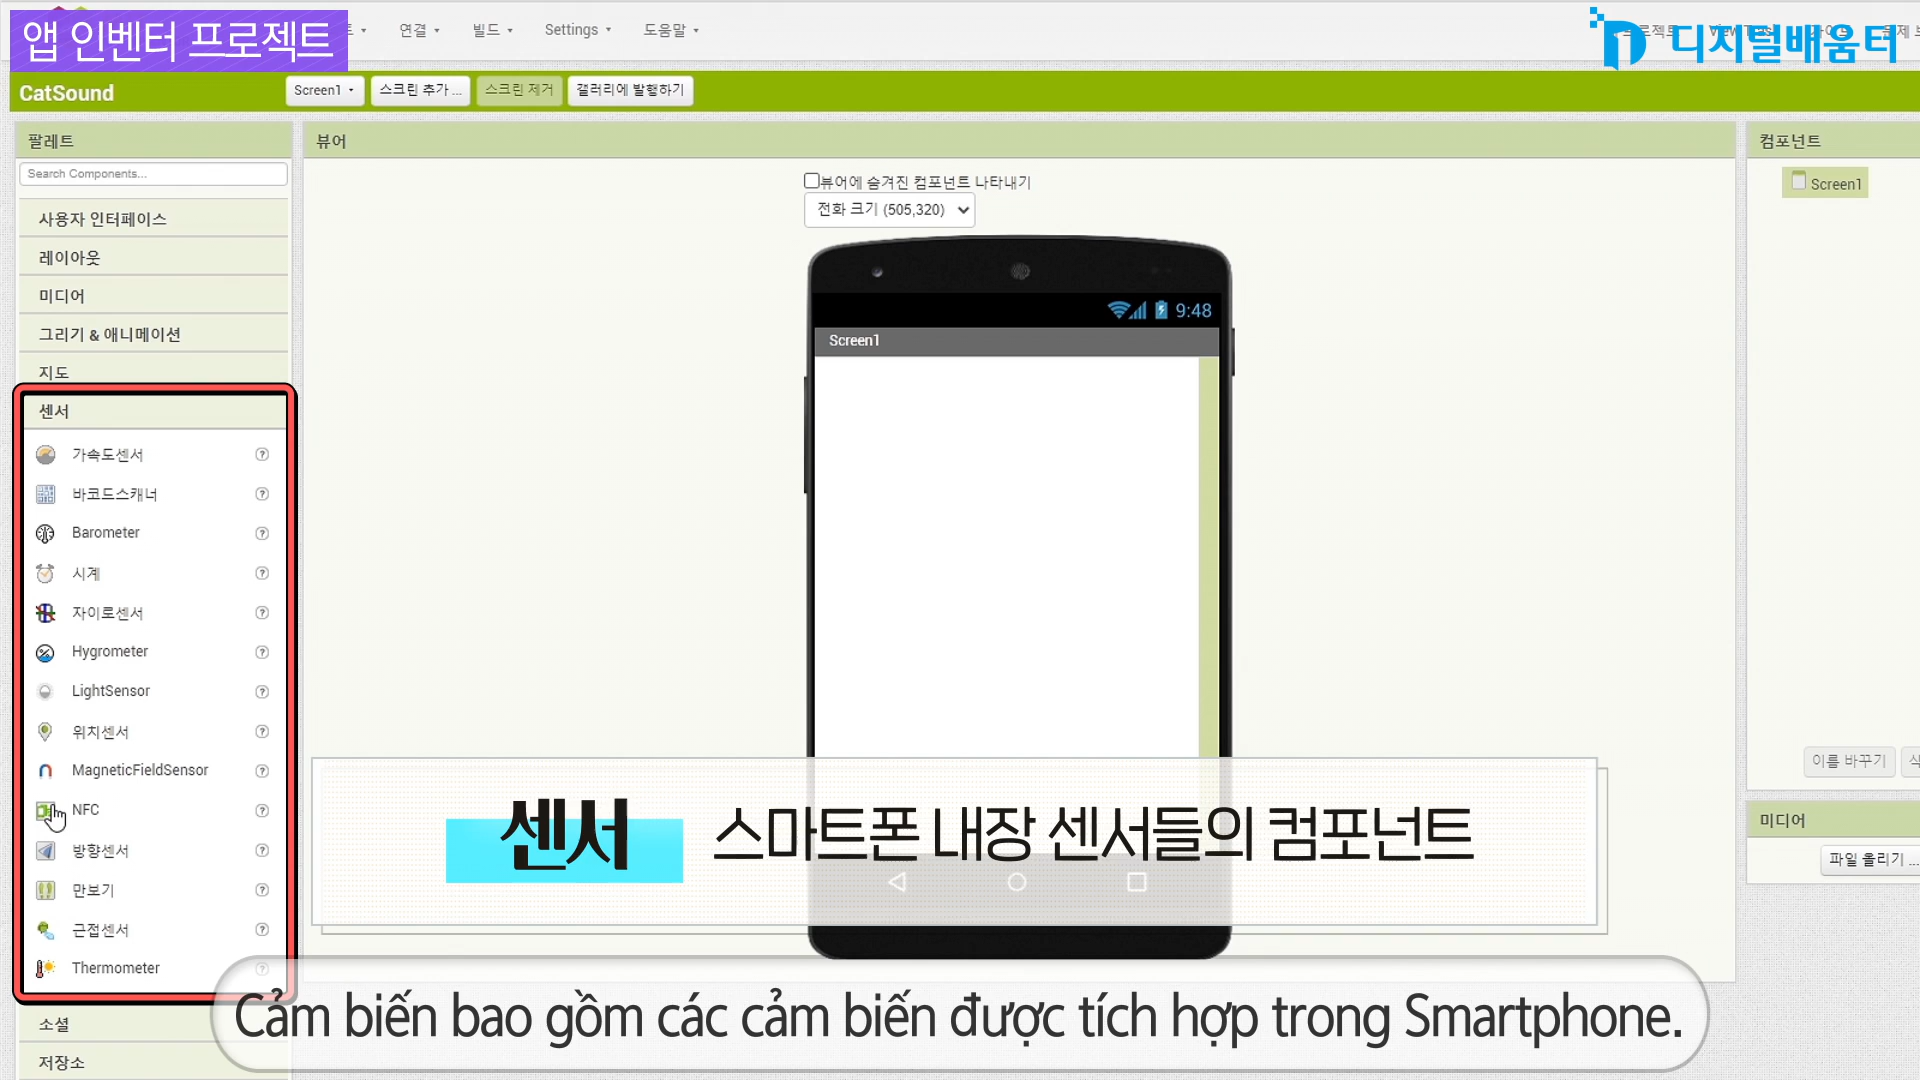 앱 인벤터 프로젝트
연결
빌드
Settings
도움말
디지털배움터
CatSound
Screen1
스크린 추가 ...
스크린 제거
갤러리에 발행하기
팔레트
뷰어
컴포넌트
Search Components...
뷰어에 숨겨진 컴포넌트 나타내기
전화 크기 (505,320)
Screen1
사용자 인터페이스
레이아웃
미디어
그리기 & 애니메이션
지도
9:48
Screen1
센서
가속도센서
바코드스캐너
Barometer
시계
자이로센서
Hygrometer
LightSensor
위치센서
MagneticFieldSensor
NFC
방향센서
만보기
근접센서
Thermometer
소셜
저장소
이름 바꾸기
미디어
파일 올리기 ...
센서 스마트폰 내장 센서들의 컴포넌트
Cảm biến bao gồm các cảm biến được tích hợp trong Smartphone.